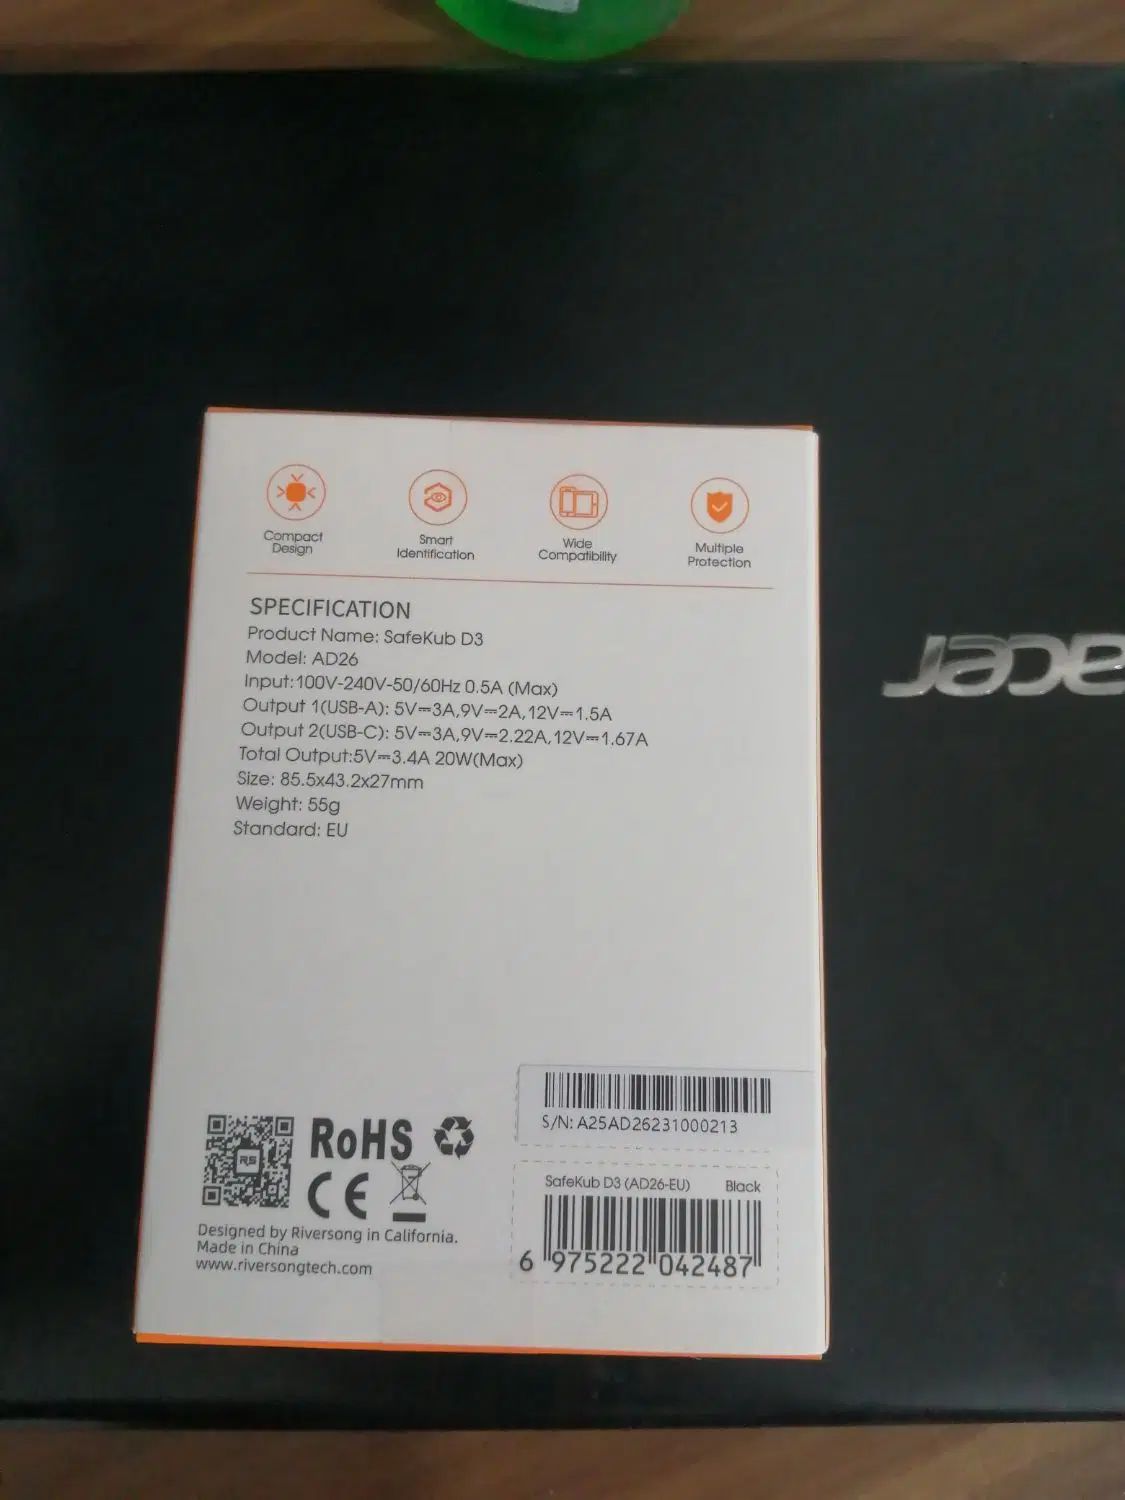 acer
Compact
Design
Smart
Identification
Wide
Compatibility
Multiple
Protection
SPECIFICATION
Product Name: SafeKub D3
Model: AD26
Input:100V-240V-50/60Hz 0.5A (Max)
Output 1(USB-A): 5V⎓3A,9V⎓2A,12V⎓1.5A
Output 2(USB-C): 5V⎓3A,9V⎓2.22A,12V⎓1.67A
Total Output:5V⎓3.4A 20W(Max)
Size: 85.5x43.2x27mm
Weight: 55g
Standard: EU
S/N: A25AD26231000213
RS
RoHS
CE
SafeKub D3 (AD26-EU) Black
6 975222 042487
Designed by Riversong in California.
Made in China
www.riversongtech.com